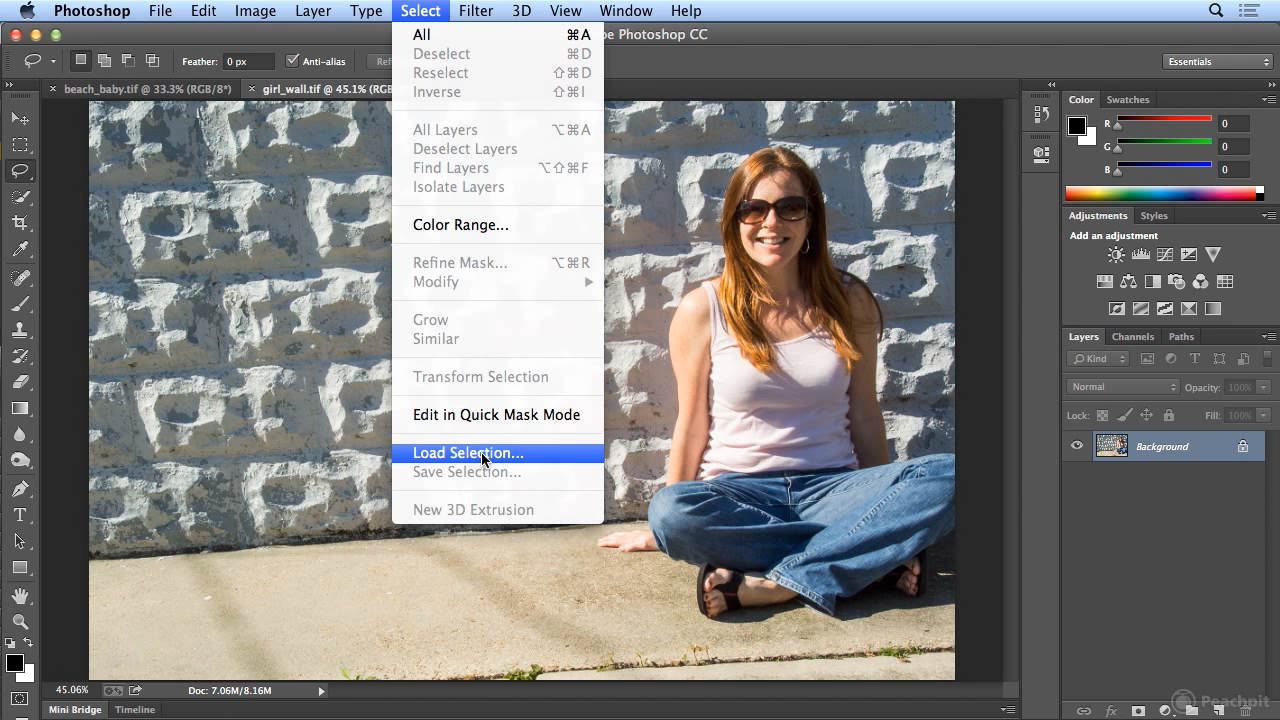 Photoshop File Edit Image Layer Type Select Filter 3D View Window Help
be Photoshop CC
Feather: 0 px Anti-alias Essentials
× beach_baby.tif @ 33.3% (RGB/8*) × girl_wall.tif @ 45.1% (RGB
All ⌘A
Deselect ⌘D
Reselect ⇧⌘D
Inverse ⇧⌘I
All Layers ⌥⌘A
Deselect Layers
Find Layers ⌥⇧⌘F
Isolate Layers
Color Range...
Refine Mask... ⌥⌘R
Modify
Grow
Similar
Transform Selection
Edit in Quick Mask Mode
Load Selection...
Save Selection...
New 3D Extrusion
Color Swatches
R 0
G 0
B 0
Adjustments Styles
Add an adjustment
Layers Channels Paths
Kind
Normal Opacity: 100%
Lock: Fill: 100%
Background
45.06% Doc: 7.06M/8.16M
Mini Bridge Timeline
Peachpit